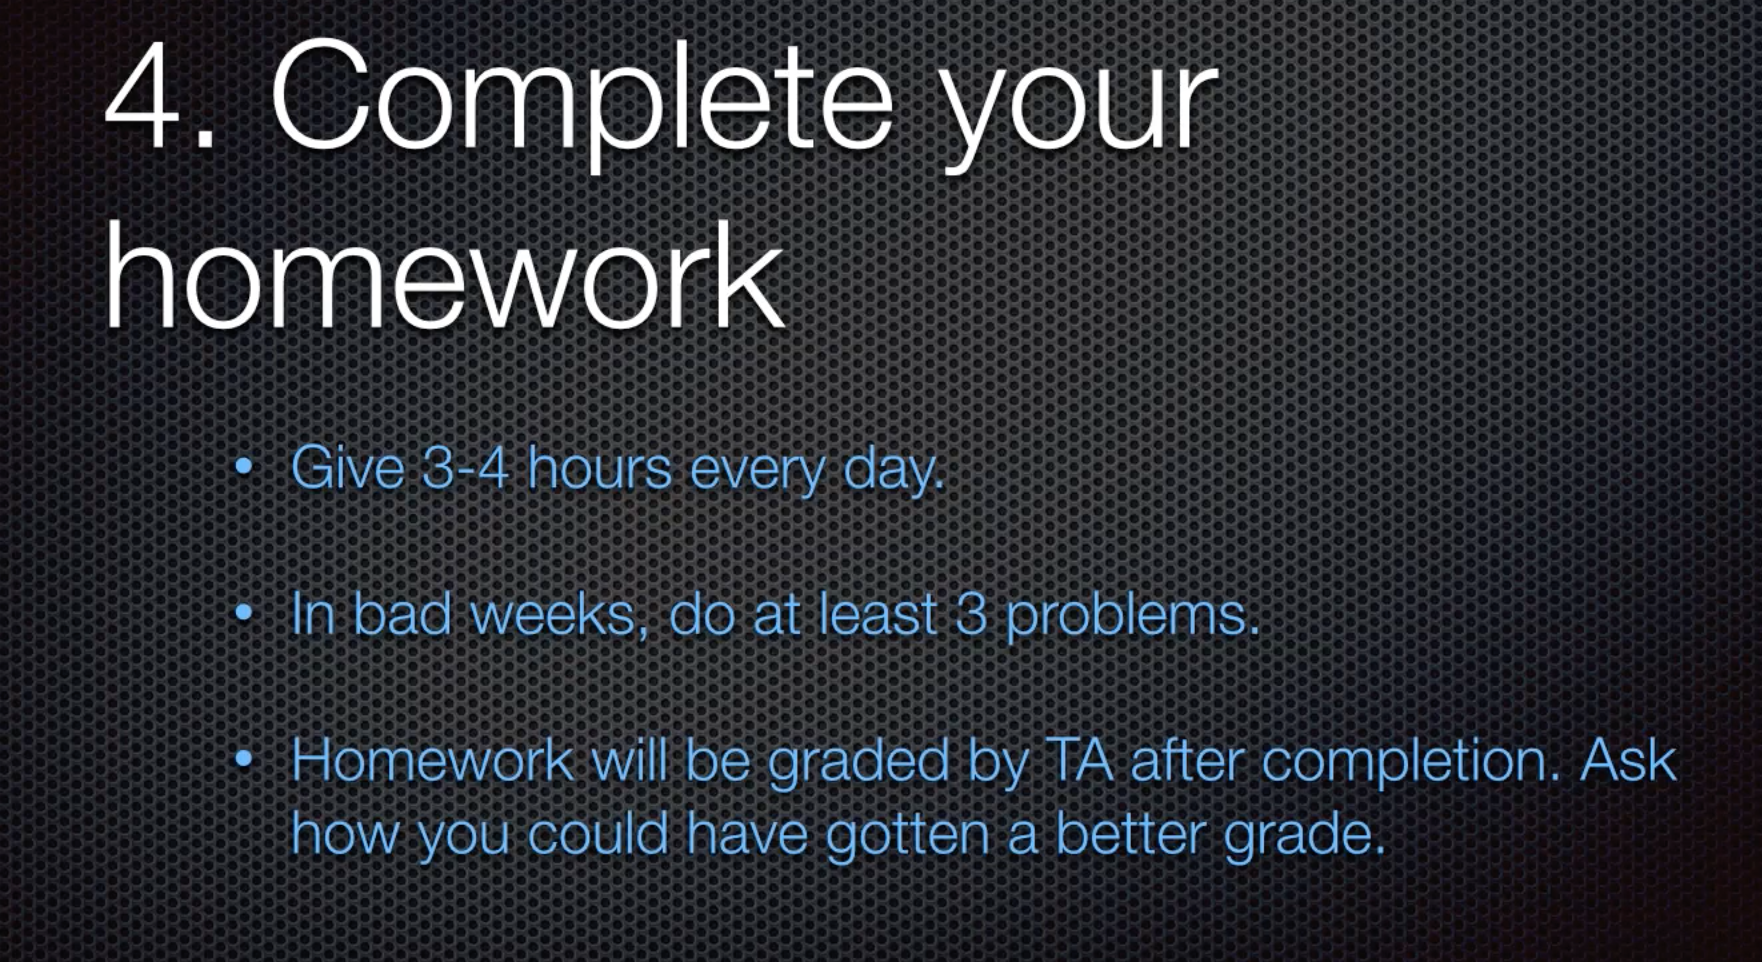 4. Complete your
homework
• Give 3-4 hours every day.
• In bad weeks, do at least 3 problems.
• Homework will be graded by TA after completion. Ask
how you could have gotten a better grade.